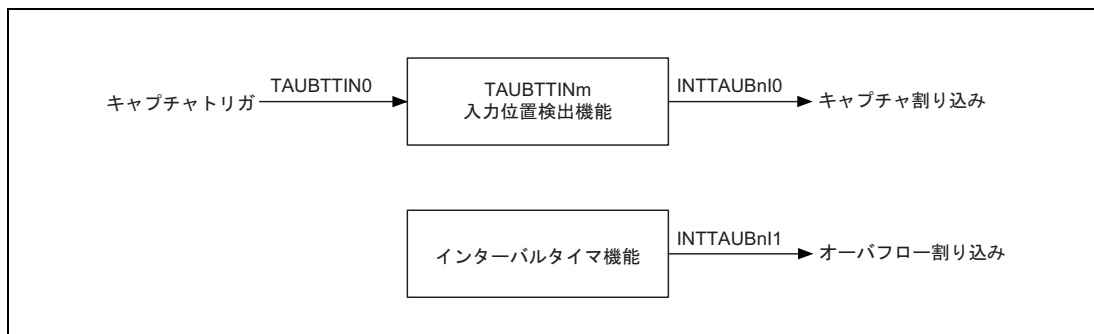 キャプチャトリガ
TAUBTTIN0
TAUBTTINm
入力位置検出機能
INTTAUBnI0
キャプチャ割り込み
インターバルタイマ機能
INTTAUBnI1
オーバフロー割り込み